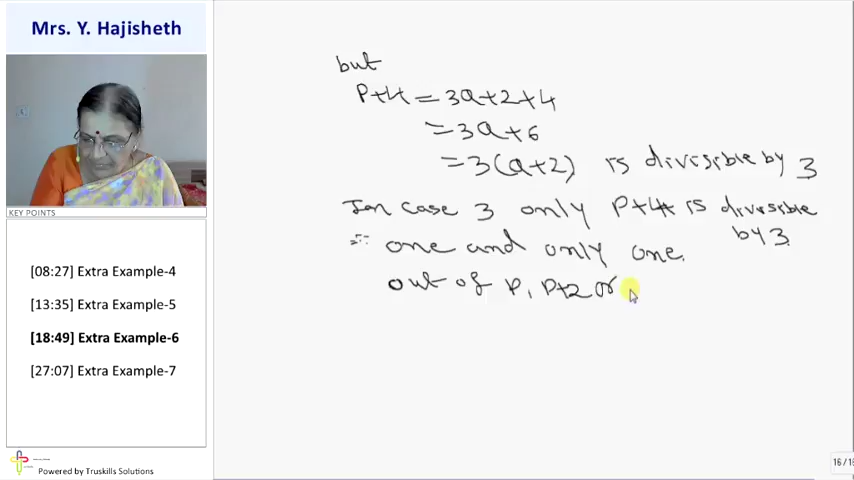 Mrs. Y. Hajisheth
KEY POINTS
[08:27] Extra Example-4
[13:35] Extra Example-5
[18:49] Extra Example-6
[27:07] Extra Example-7
Powered by Truskills Solutions
but
P+4 = 3a+2+4
= 3a+6
= 3(a+2) is divisible by 3
In case 3 only P+4 is divisible
by 3
∴ one and only one
out of P, P+2 or
16/1